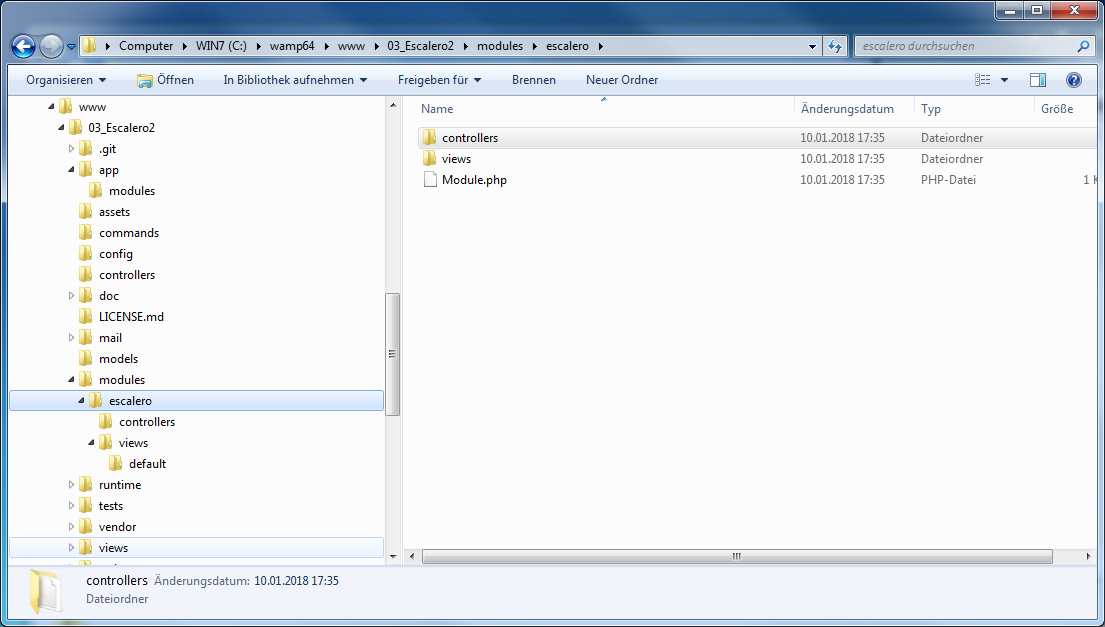 Computer WIN7 (C:) wamp64 www 03_Escalero2 modules escalero
escalero durchsuchen
Organisieren Öffnen In Bibliothek aufnehmen Freigeben für Brennen Neuer Ordner
www
03_Escalero2
.git
app
modules
assets
commands
config
controllers
doc
LICENSE.md
mail
models
modules
escalero
controllers
views
default
runtime
tests
vendor
views
Name Änderungsdatum Typ Größe
controllers 10.01.2018 17:35 Dateiordner
views 10.01.2018 17:35 Dateiordner
Module.php 10.01.2018 17:35 PHP-Datei 1
controllers Änderungsdatum: 10.01.2018 17:35
Dateiordner